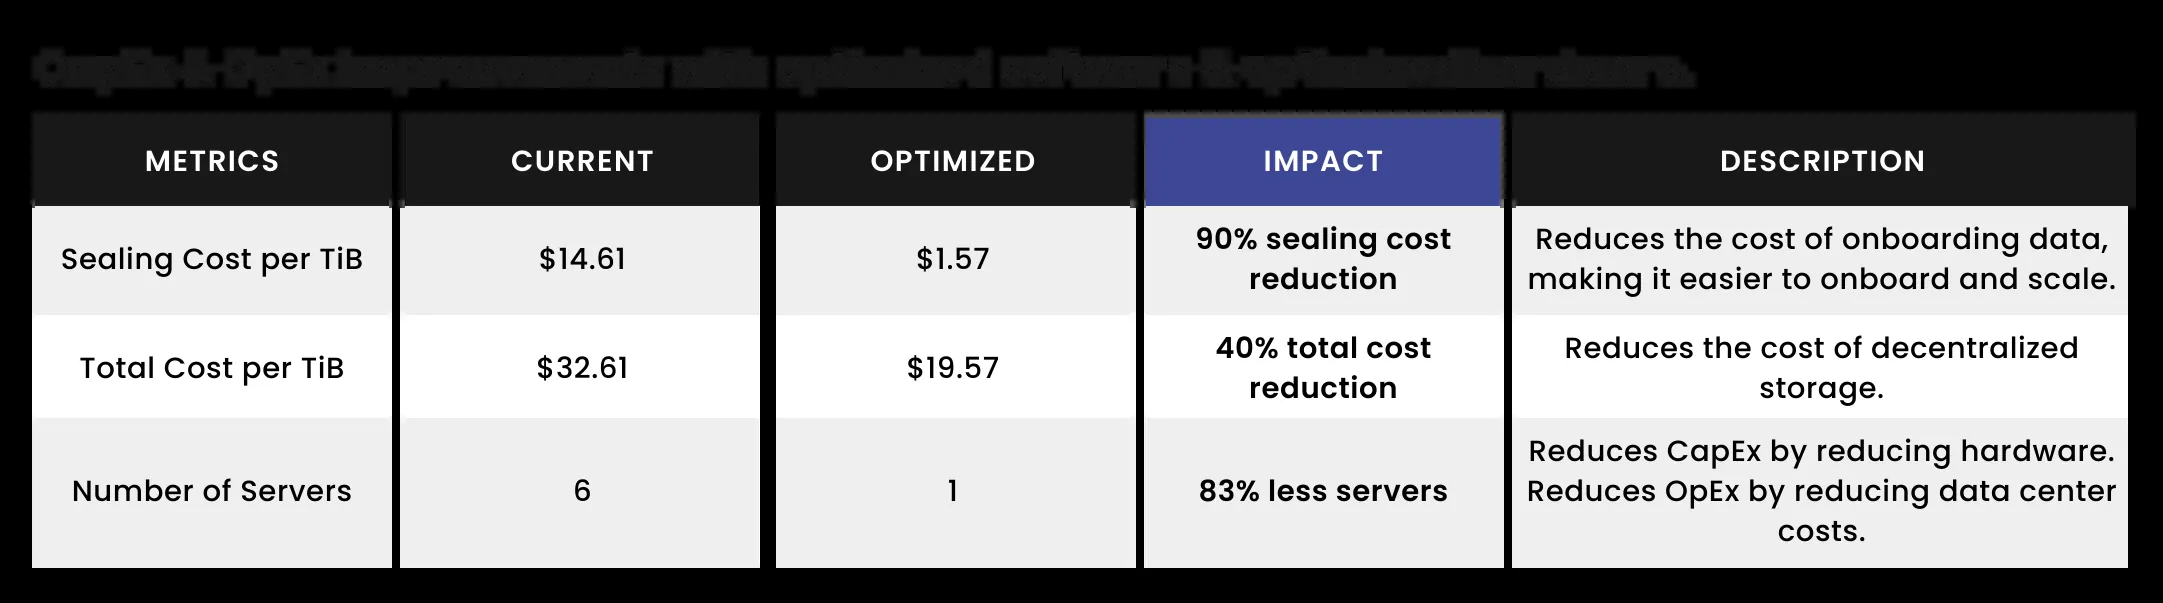 CapEx & OpEx improvements with optimized software & optimized hardware.
METRICS CURRENT OPTIMIZED IMPACT DESCRIPTION
Sealing Cost per TiB $14.61 $1.57 90% sealing cost reduction Reduces the cost of onboarding data,
making it easier to onboard and scale.
Total Cost per TiB $32.61 $19.57 40% total cost reduction Reduces the cost of decentralized
storage.
Number of Servers 6 1 83% less servers Reduces CapEx by reducing hardware.
Reduces OpEx by reducing data center
costs.